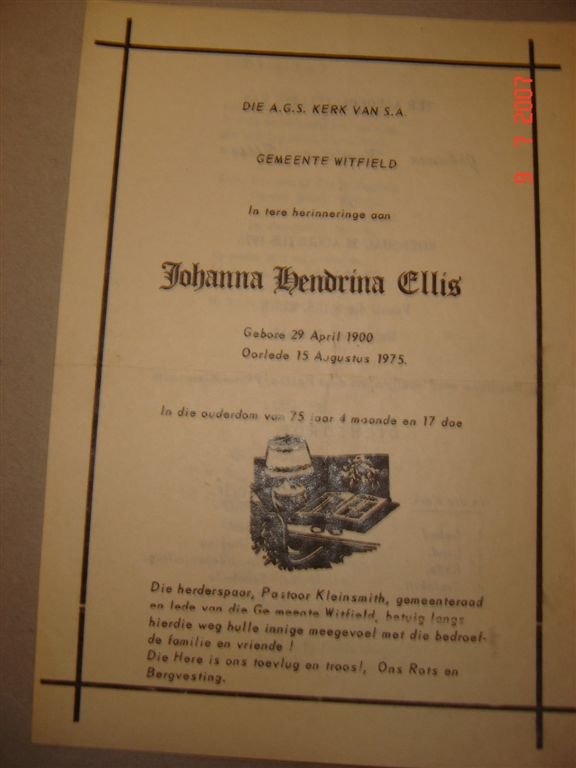 DIE A.G.S. KERK VAN S.A.
GEMEENTE WITFIELD
In tere herinneringe aan
Johanna Hendrina Ellis
Gebore 29 April 1900
Oorlede 15 Augustus 1975.
In die ouderdom van 75 jaar 4 maande en 17 dae
Die herderspaar, Pastoor Kleinsmith, gemeenteraad
en lede van die Gemeente Witfield, betuig langs
hierdie weg hulle innige meegevoel met die bedroef-
de familie en vriende !
Die Here is ons toevlug en troos!, Ons Rots en
Bergvesting.
9 7 2007